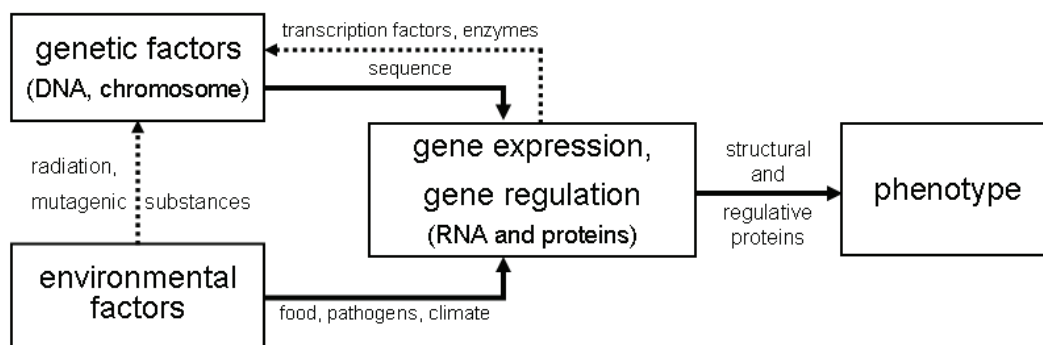 genetic factors
(DNA, chromosome)
transcription factors, enzymes
sequence
radiation,
mutagenic substances
environmental
factors
food, pathogens, climate
gene expression,
gene regulation
(RNA and proteins)
structural
and
regulative
proteins
phenotype